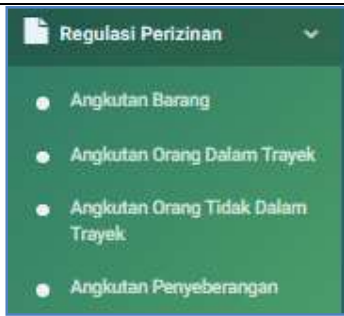 Regulasi Perizinan
Angkutan Barang
Angkutan Orang Dalam Trayek
Angkutan Orang Tidak Dalam
Trayek
Angkutan Penyeberangan